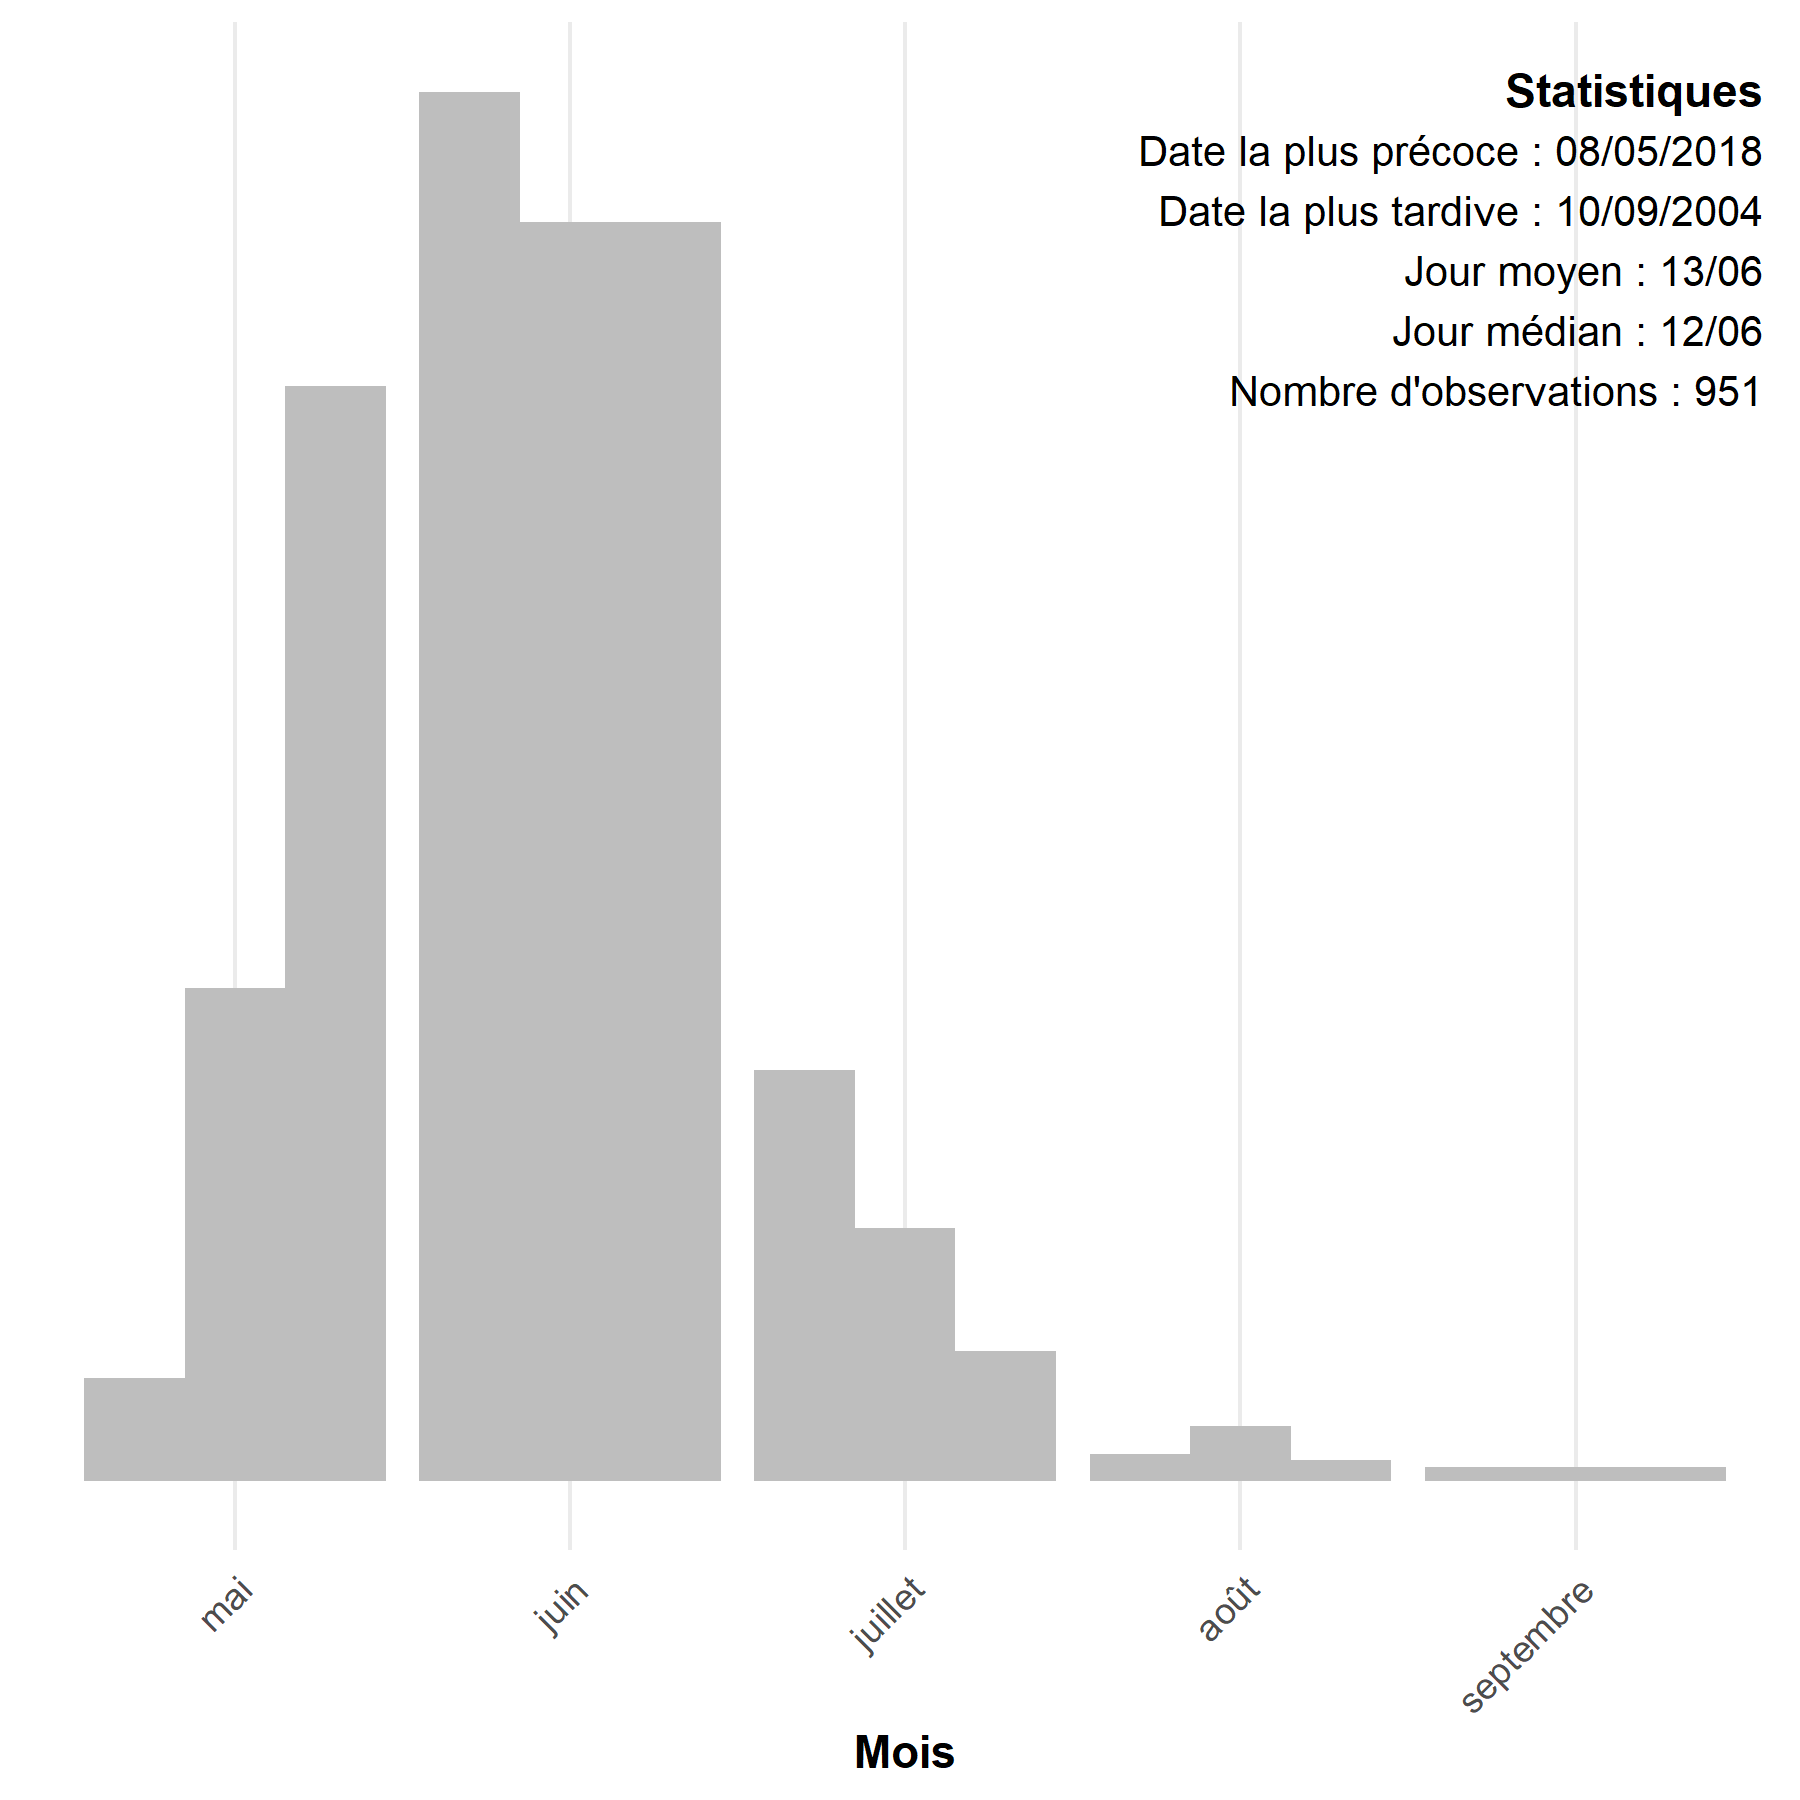 Statistiques
Date la plus précoce : 08/05/2018
Date la plus tardive : 10/09/2004
Jour moyen : 13/06
Jour médian : 12/06
Nombre d'observations : 951
mai
juin
juillet
août
septembre
Mois